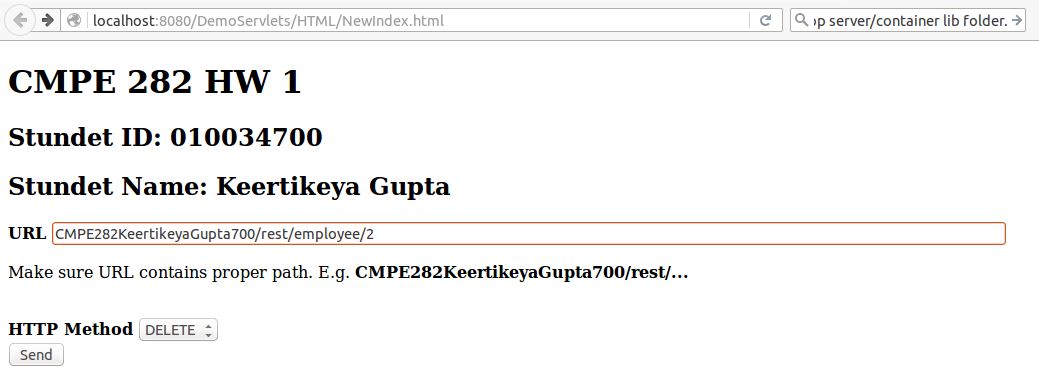 localhost:8080/DemoServlets/HTML/NewIndex.html
p server/container lib folder.
CMPE 282 HW 1
Stundet ID: 010034700
Stundet Name: Keertikeya Gupta
URL CMPE282KeertikeyaGupta700/rest/employee/2
Make sure URL contains proper path. E.g. CMPE282KeertikeyaGupta700/rest/...
HTTP Method DELETE
Send